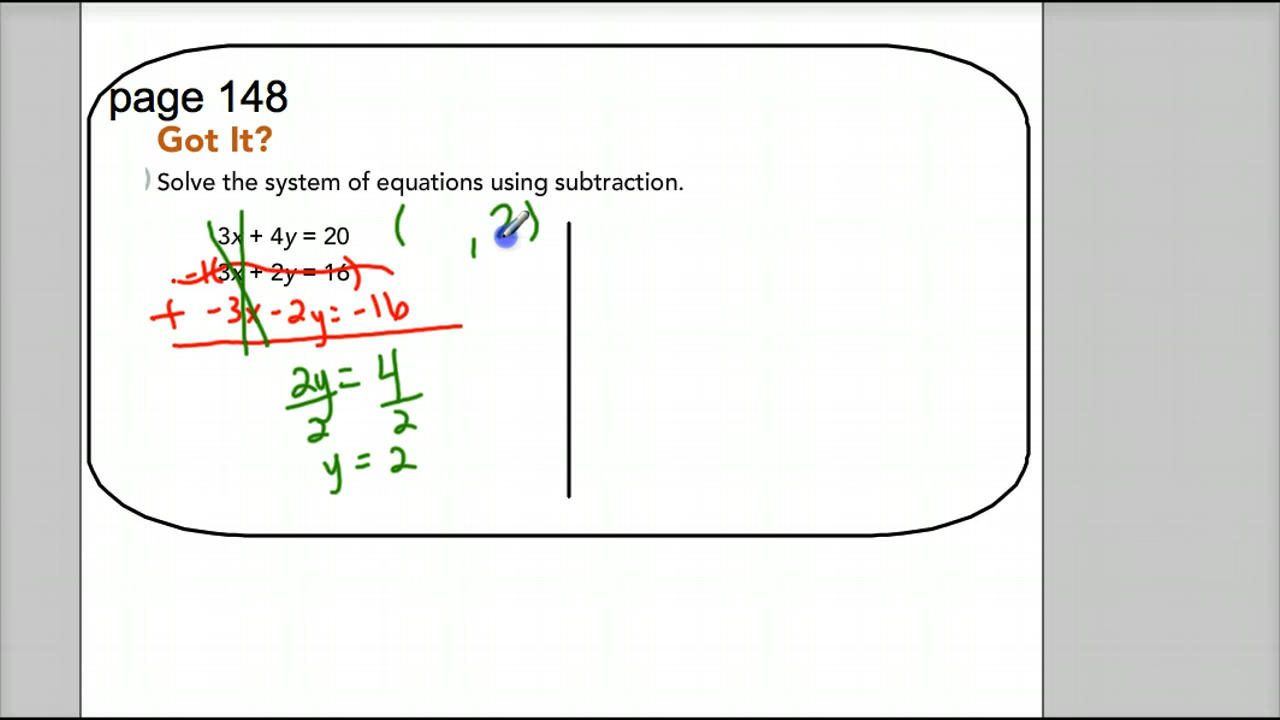 page 148
Got It?
) Solve the system of equations using subtraction.
3x + 4y = 20 ( , 2)
-1(3x + 2y = 16)
+ -3x - 2y = -16
2y = 4
2 2
y = 2